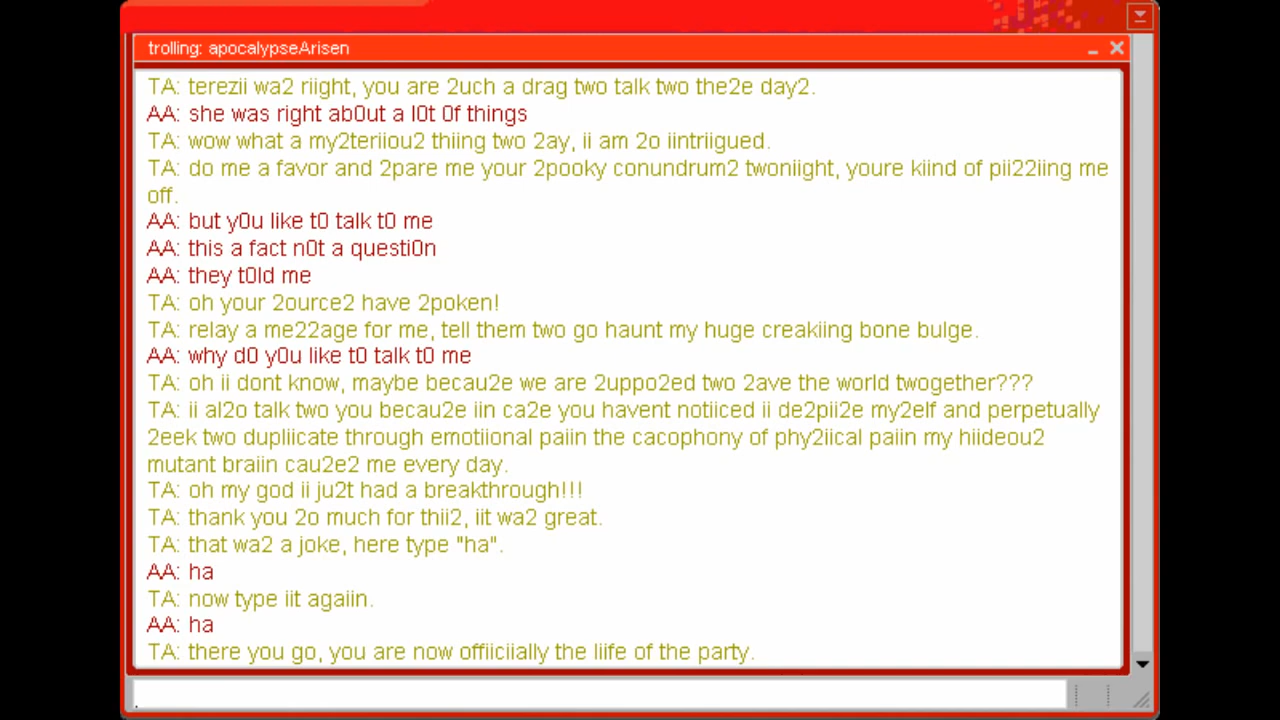 trolling: apocalypseArisen
TA: terezii wa2 riight, you are 2uch a drag two talk two the2e day2.
AA: she was right ab0ut a l0t 0f things
TA: wow what a my2teriiou2 thiing two 2ay, ii am 2o iintriigued.
TA: do me a favor and 2pare me your 2pooky conundrum2 twoniight, youre kiind of pii22iing me
off.
AA: but y0u like t0 talk t0 me
AA: this a fact n0t a questi0n
AA: they t0ld me
TA: oh your 2ource2 have 2poken!
TA: relay a me22age for me, tell them two go haunt my huge creakiing bone bulge.
AA: why d0 y0u like t0 talk t0 me
TA: oh ii dont know, maybe becau2e we are 2uppo2ed two 2ave the world twogether???
TA: ii al2o talk two you becau2e iin ca2e you havent notiiced ii de2pii2e my2elf and perpetually
2eek two dupliicate through emotiional paiin the cacophony of phy2iical paiin my hiideou2
mutant braiin cau2e2 me every day.
TA: oh my god ii ju2t had a breakthrough!!!
TA: thank you 2o much for thii2, iit wa2 great.
TA: that wa2 a joke, here type "ha".
AA: ha
TA: now type iit agaiin.
AA: ha
TA: there you go, you are now offiiciially the liife of the party.